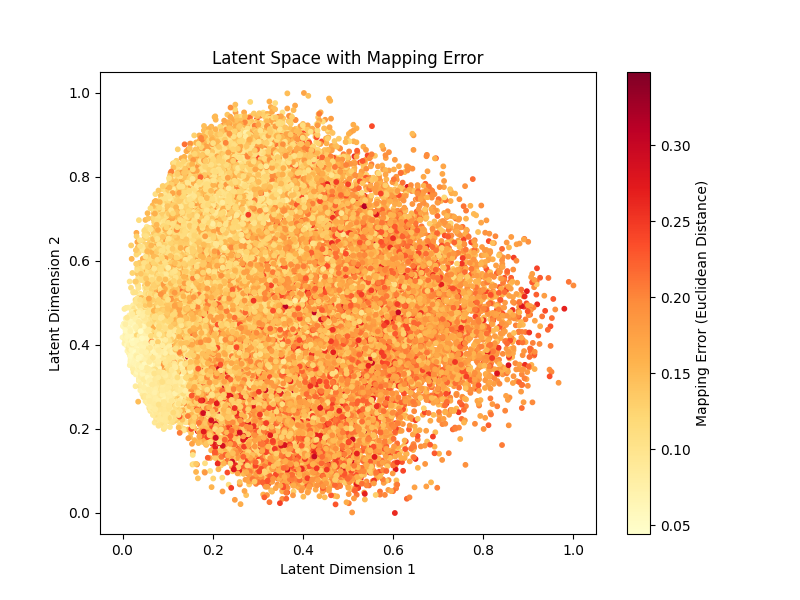 Latent Space with Mapping Error
1.0
0.8
0.6
0.4
0.2
0.0
Latent Dimension 2
0.0 0.2 0.4 0.6 0.8 1.0
Latent Dimension 1
0.30
0.25
0.20
0.15
0.10
0.05
Mapping Error (Euclidean Distance)